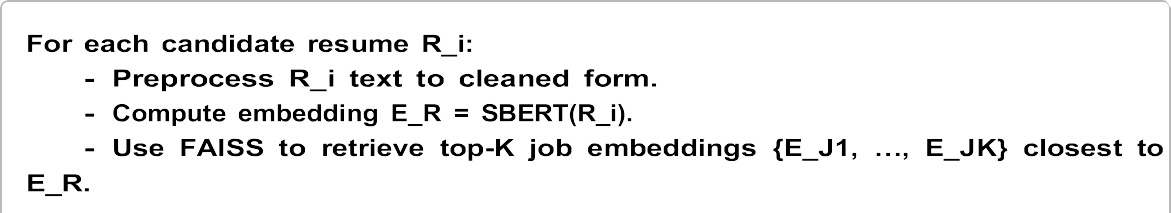 For each candidate resume R_i:
- Preprocess R_i text to cleaned form.
- Compute embedding E_R = SBERT(R_i).
- Use FAISS to retrieve top-K job embeddings {E_J1, …, E_JK} closest to
E_R.